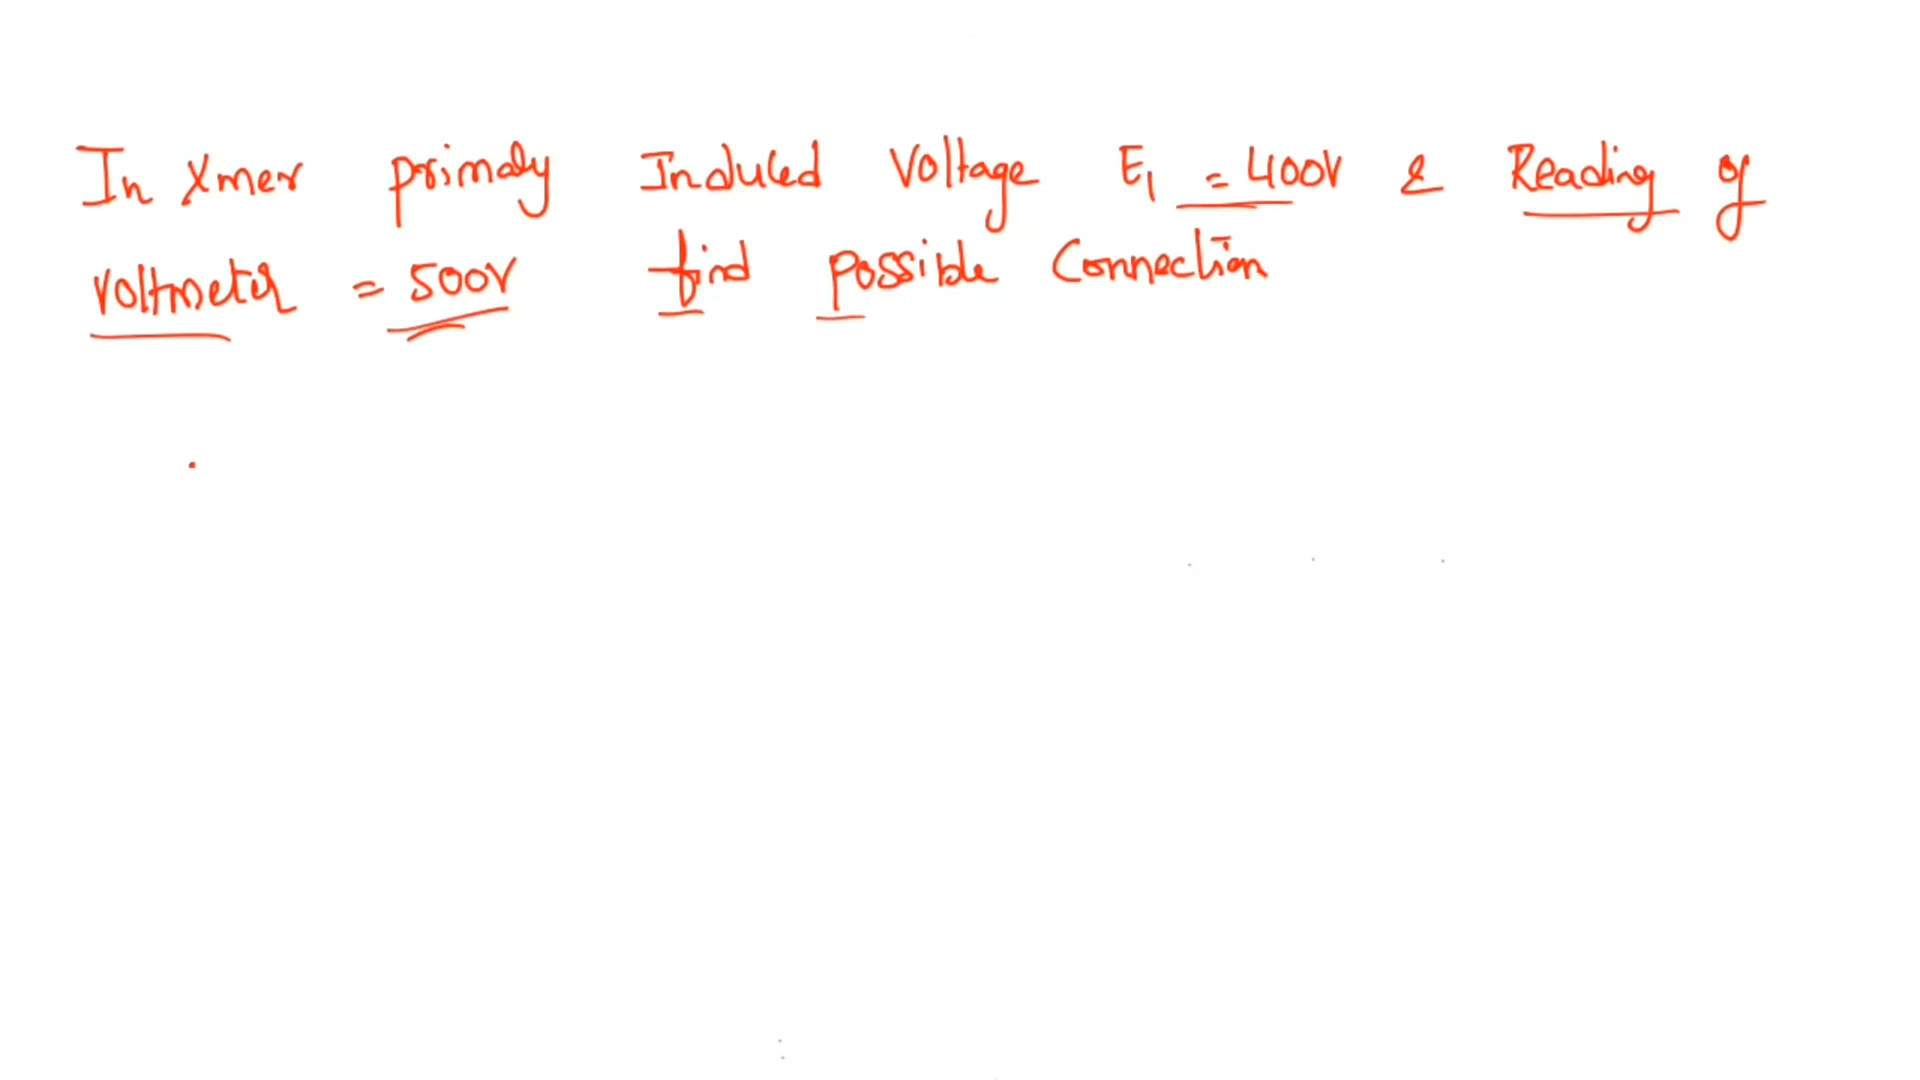 In Xmer primary Induced Voltage E1 = 400V & Reading of
voltmeter = 500V find possible Connection